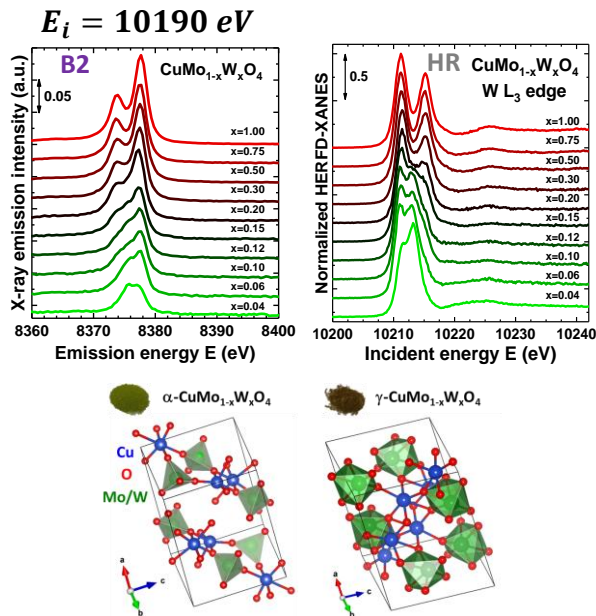 E_i = 10190 eV
B2
CuMo₁₋ₓWₓO₄
0.05
x=1.00
x=0.75
x=0.50
x=0.30
x=0.20
x=0.15
x=0.12
x=0.10
x=0.06
x=0.04
X-ray emission intensity (a.u.)
8360 8370 8380 8390 8400
Emission energy E (eV)
HR
CuMo₁₋ₓWₓO₄
W L₃ edge
0.5
x=1.00
x=0.75
x=0.50
x=0.30
x=0.20
x=0.15
x=0.12
x=0.10
x=0.06
x=0.04
Normalized HERFD-XANES
10200 10210 10220 10230 10240
Incident energy E (eV)
α-CuMo₁₋ₓWₓO₄
γ-CuMo₁₋ₓWₓO₄
Cu
O
Mo/W
a
c
b
a
c
b